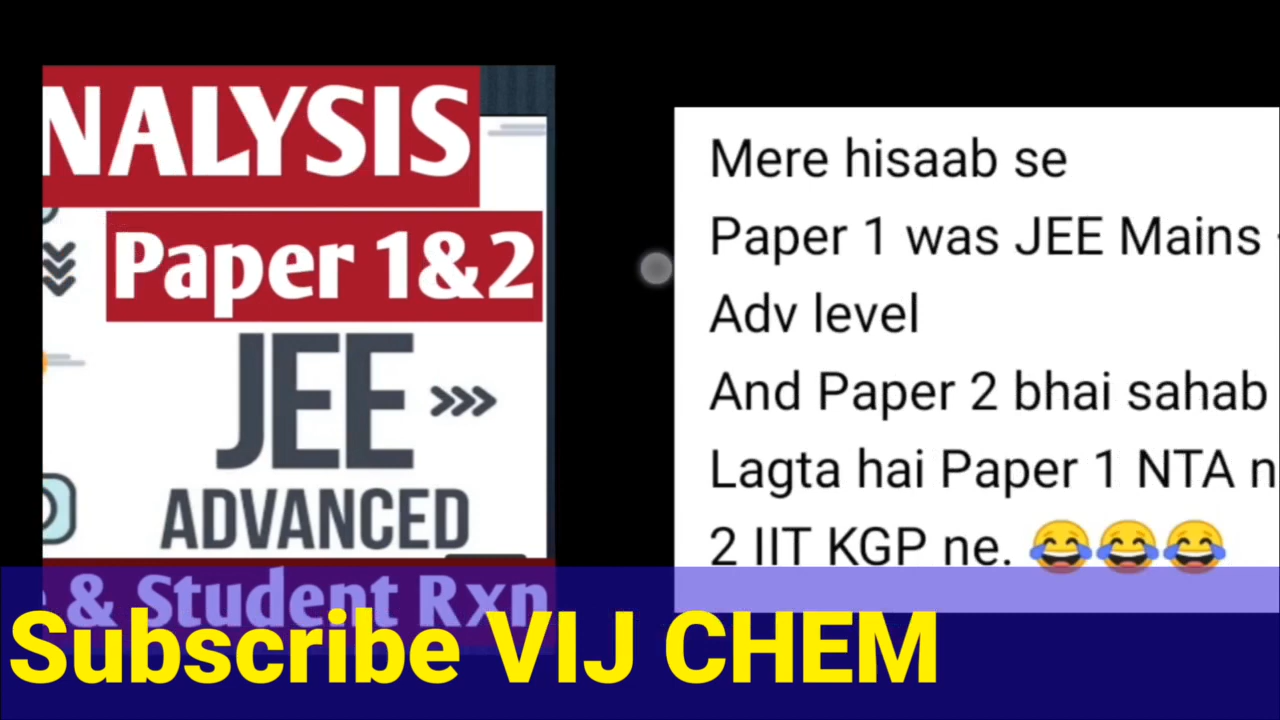 NALYSIS
Paper 1&2
JEE
ADVANCED
& Student Rxn
Mere hisaab se
Paper 1 was JEE Mains
Adv level
And Paper 2 bhai sahab
Lagta hai Paper 1 NTA n
2 IIT KGP ne. 😂😂😂
Subscribe VIJ CHEM